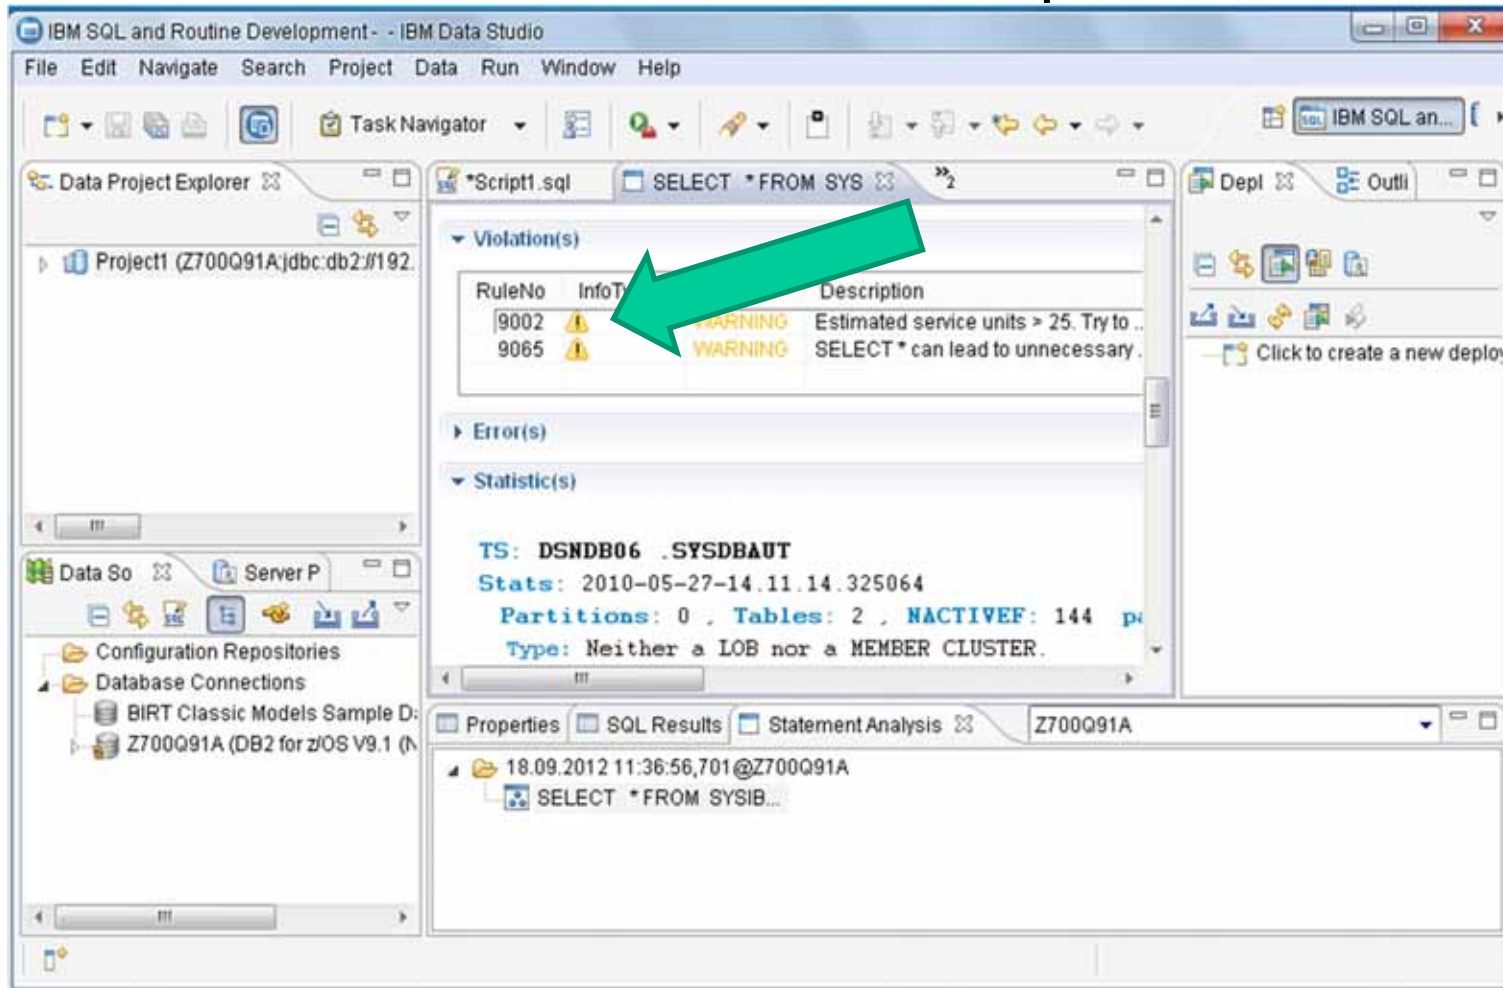 IBM SQL and Routine Development - - IBM Data Studio
File Edit Navigate Search Project Data Run Window Help
Task Navigator
IBM SQL an...
Data Project Explorer
Project1 (Z700Q91A:jdbc:db2://192.
*Script1.sql
SELECT * FROM SYS
»2
Violation(s)
RuleNo InfoTy Description
9002 WARNING Estimated service units > 25. Try to ...
9065 WARNING SELECT * can lead to unnecessary .
Error(s)
Statistic(s)
TS: DSNDB06 .SYSDBAUT
Stats: 2010-05-27-14.11.14.325064
Partitions: 0 , Tables: 2 , NACTIVEF: 144 pa
Type: Neither a LOB nor a MEMBER CLUSTER.
Depl Outli
Click to create a new deploy
Data So Server P
Configuration Repositories
Database Connections
BIRT Classic Models Sample Da
Z700Q91A (DB2 for z/OS V9.1 (N
Properties SQL Results Statement Analysis Z700Q91A
18.09.2012 11:36:56,701@Z700Q91A
SELECT * FROM SYSIB...